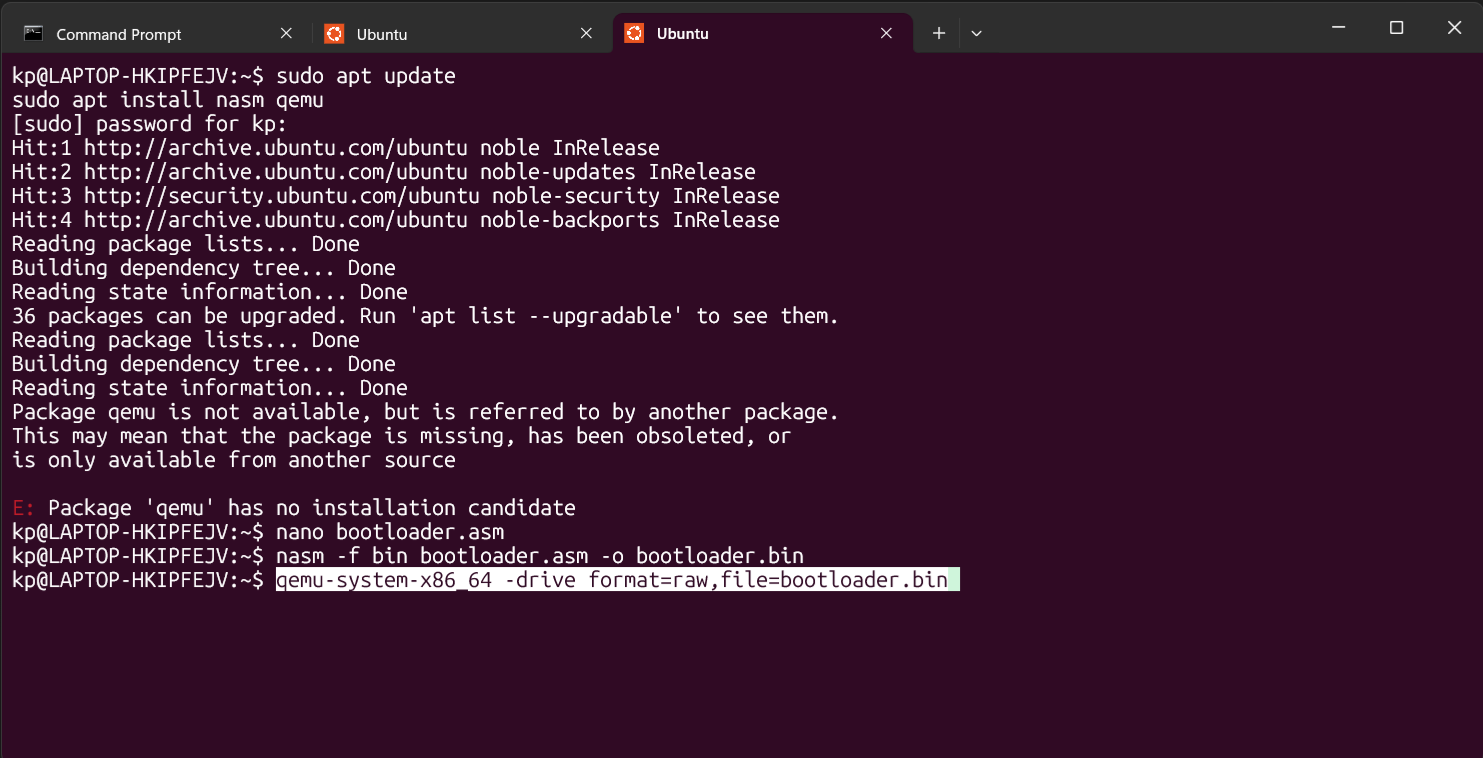 Command Prompt
Ubuntu
Ubuntu
kp@LAPTOP-HKIPFEJV:~$ sudo apt update
sudo apt install nasm qemu
[sudo] password for kp:
Hit:1 http://archive.ubuntu.com/ubuntu noble InRelease
Hit:2 http://archive.ubuntu.com/ubuntu noble-updates InRelease
Hit:3 http://security.ubuntu.com/ubuntu noble-security InRelease
Hit:4 http://archive.ubuntu.com/ubuntu noble-backports InRelease
Reading package lists... Done
Building dependency tree... Done
Reading state information... Done
36 packages can be upgraded. Run 'apt list --upgradable' to see them.
Reading package lists... Done
Building dependency tree... Done
Reading state information... Done
Package qemu is not available, but is referred to by another package.
This may mean that the package is missing, has been obsoleted, or
is only available from another source
E: Package 'qemu' has no installation candidate
kp@LAPTOP-HKIPFEJV:~$ nano bootloader.asm
kp@LAPTOP-HKIPFEJV:~$ nasm -f bin bootloader.asm -o bootloader.bin
kp@LAPTOP-HKIPFEJV:~$ qemu-system-x86_64 -drive format=raw,file=bootloader.bin